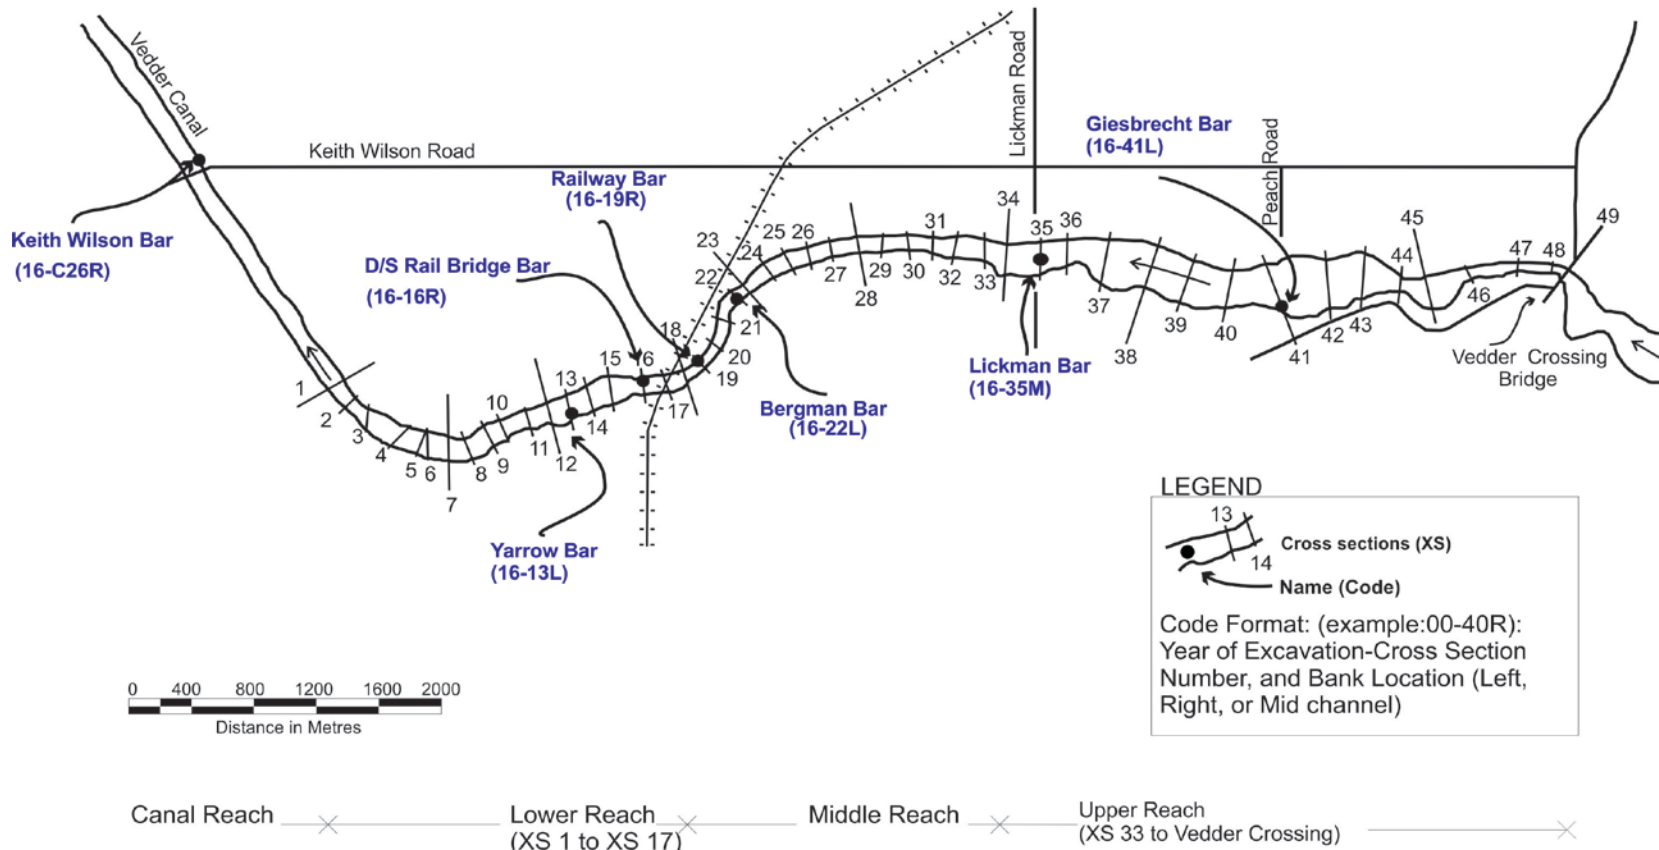 Vedder Canal
Keith Wilson Road
Lickman Road
Peach Road
Giesbrecht Bar
(16-41L)
Railway Bar
(16-19R)
Keith Wilson Bar
(16-C26R)
D/S Rail Bridge Bar
(16-16R)
Lickman Bar
(16-35M)
Bergman Bar
(16-22L)
Yarrow Bar
(16-13L)
Vedder Crossing
Bridge
1
2
3
4
5
6
7
8
9
10
11
12
13
14
15
6
17
18
19
20
21
22
23
24
25
26
27
28
29
30
31
32
33
34
35
36
37
38
39
40
41
42
43
44
45
46
47
48
49
LEGEND
13
14
Cross sections (XS)
Name (Code)
Code Format: (example:00-40R):
Year of Excavation-Cross Section
Number, and Bank Location (Left,
Right, or Mid channel)
0 400 800 1200 1600 2000
Distance in Metres
Canal Reach
Lower Reach
(XS 1 to XS 17)
Middle Reach
Upper Reach
(XS 33 to Vedder Crossing)